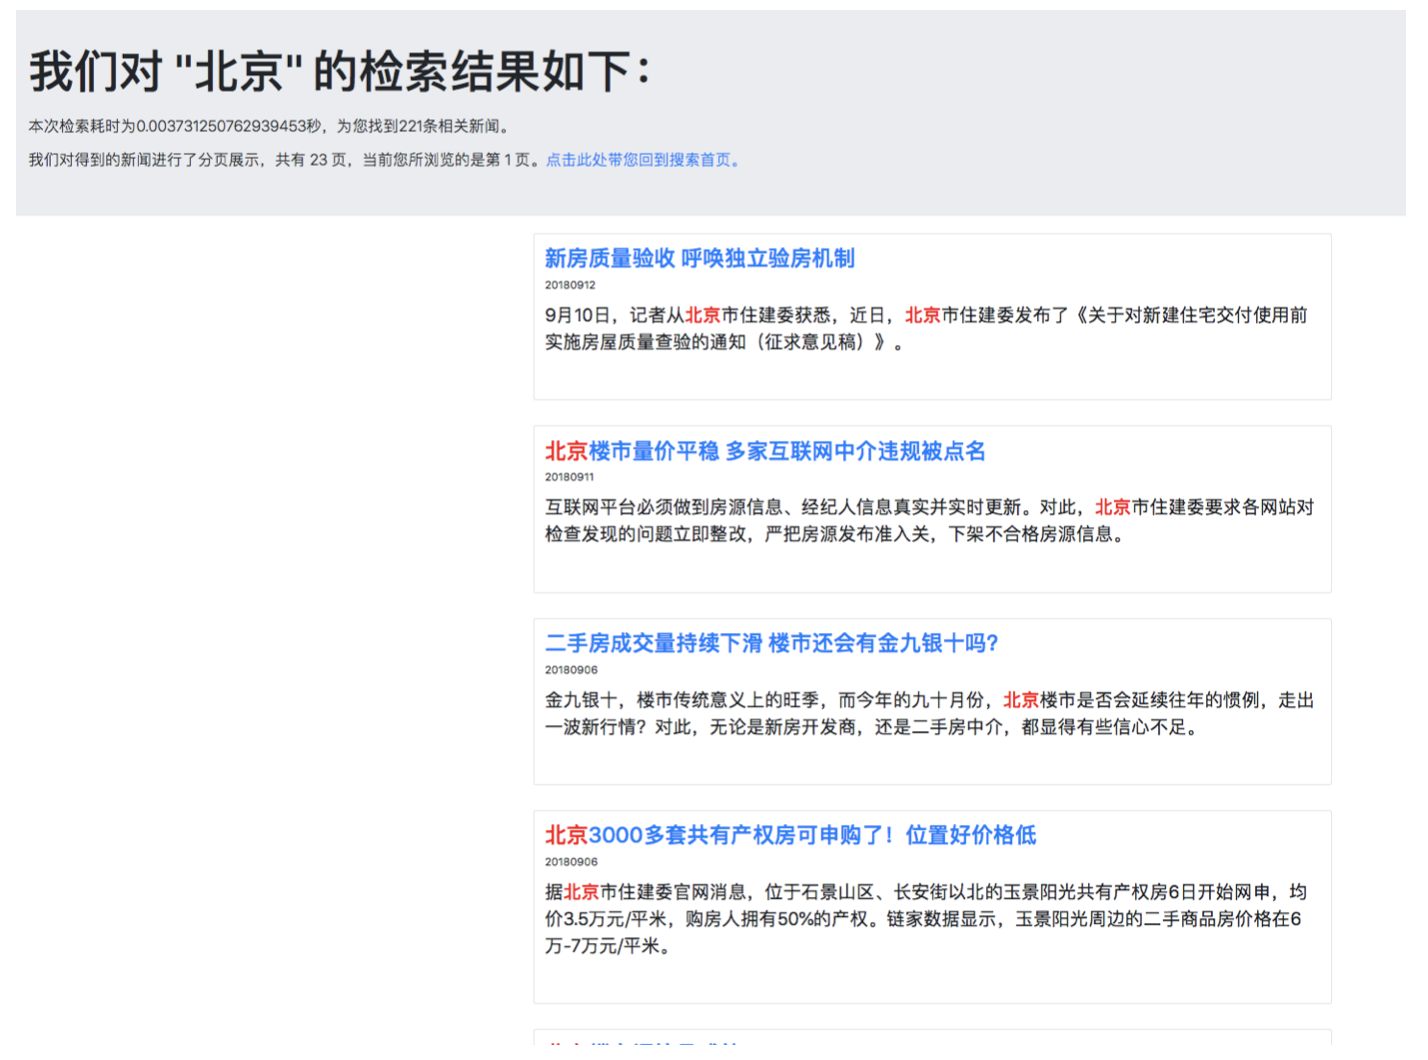 我们对 "北京" 的检索结果如下：
本次检索耗时为0.003731250762939453秒，为您找到221条相关新闻。
我们对得到的新闻进行了分页展示，共有 23 页，当前您所浏览的是第 1 页。点击此处带您回到搜索首页。
新房质量验收 呼唤独立验房机制
20180912
9月10日，记者从北京市住建委获悉，近日，北京市住建委发布了《关于对新建住宅交付使用前
实施房屋质量查验的通知（征求意见稿）》。
北京楼市量价平稳 多家互联网中介违规被点名
20180911
互联网平台必须做到房源信息、经纪人信息真实并实时更新。对此，北京市住建委要求各网站对
检查发现的问题立即整改，严把房源发布准入关，下架不合格房源信息。
二手房成交量持续下滑 楼市还会有金九银十吗?
20180906
金九银十，楼市传统意义上的旺季，而今年的九十月份，北京楼市是否会延续往年的惯例，走出
一波新行情？对此，无论是新房开发商，还是二手房中介，都显得有些信心不足。
北京3000多套共有产权房可申购了！位置好价格低
20180906
据北京市住建委官网消息，位于石景山区、长安街以北的玉景阳光共有产权房6日开始网申，均
价3.5万元/平米，购房人拥有50%的产权。链家数据显示，玉景阳光周边的二手商品房价格在6
万-7万元/平米。